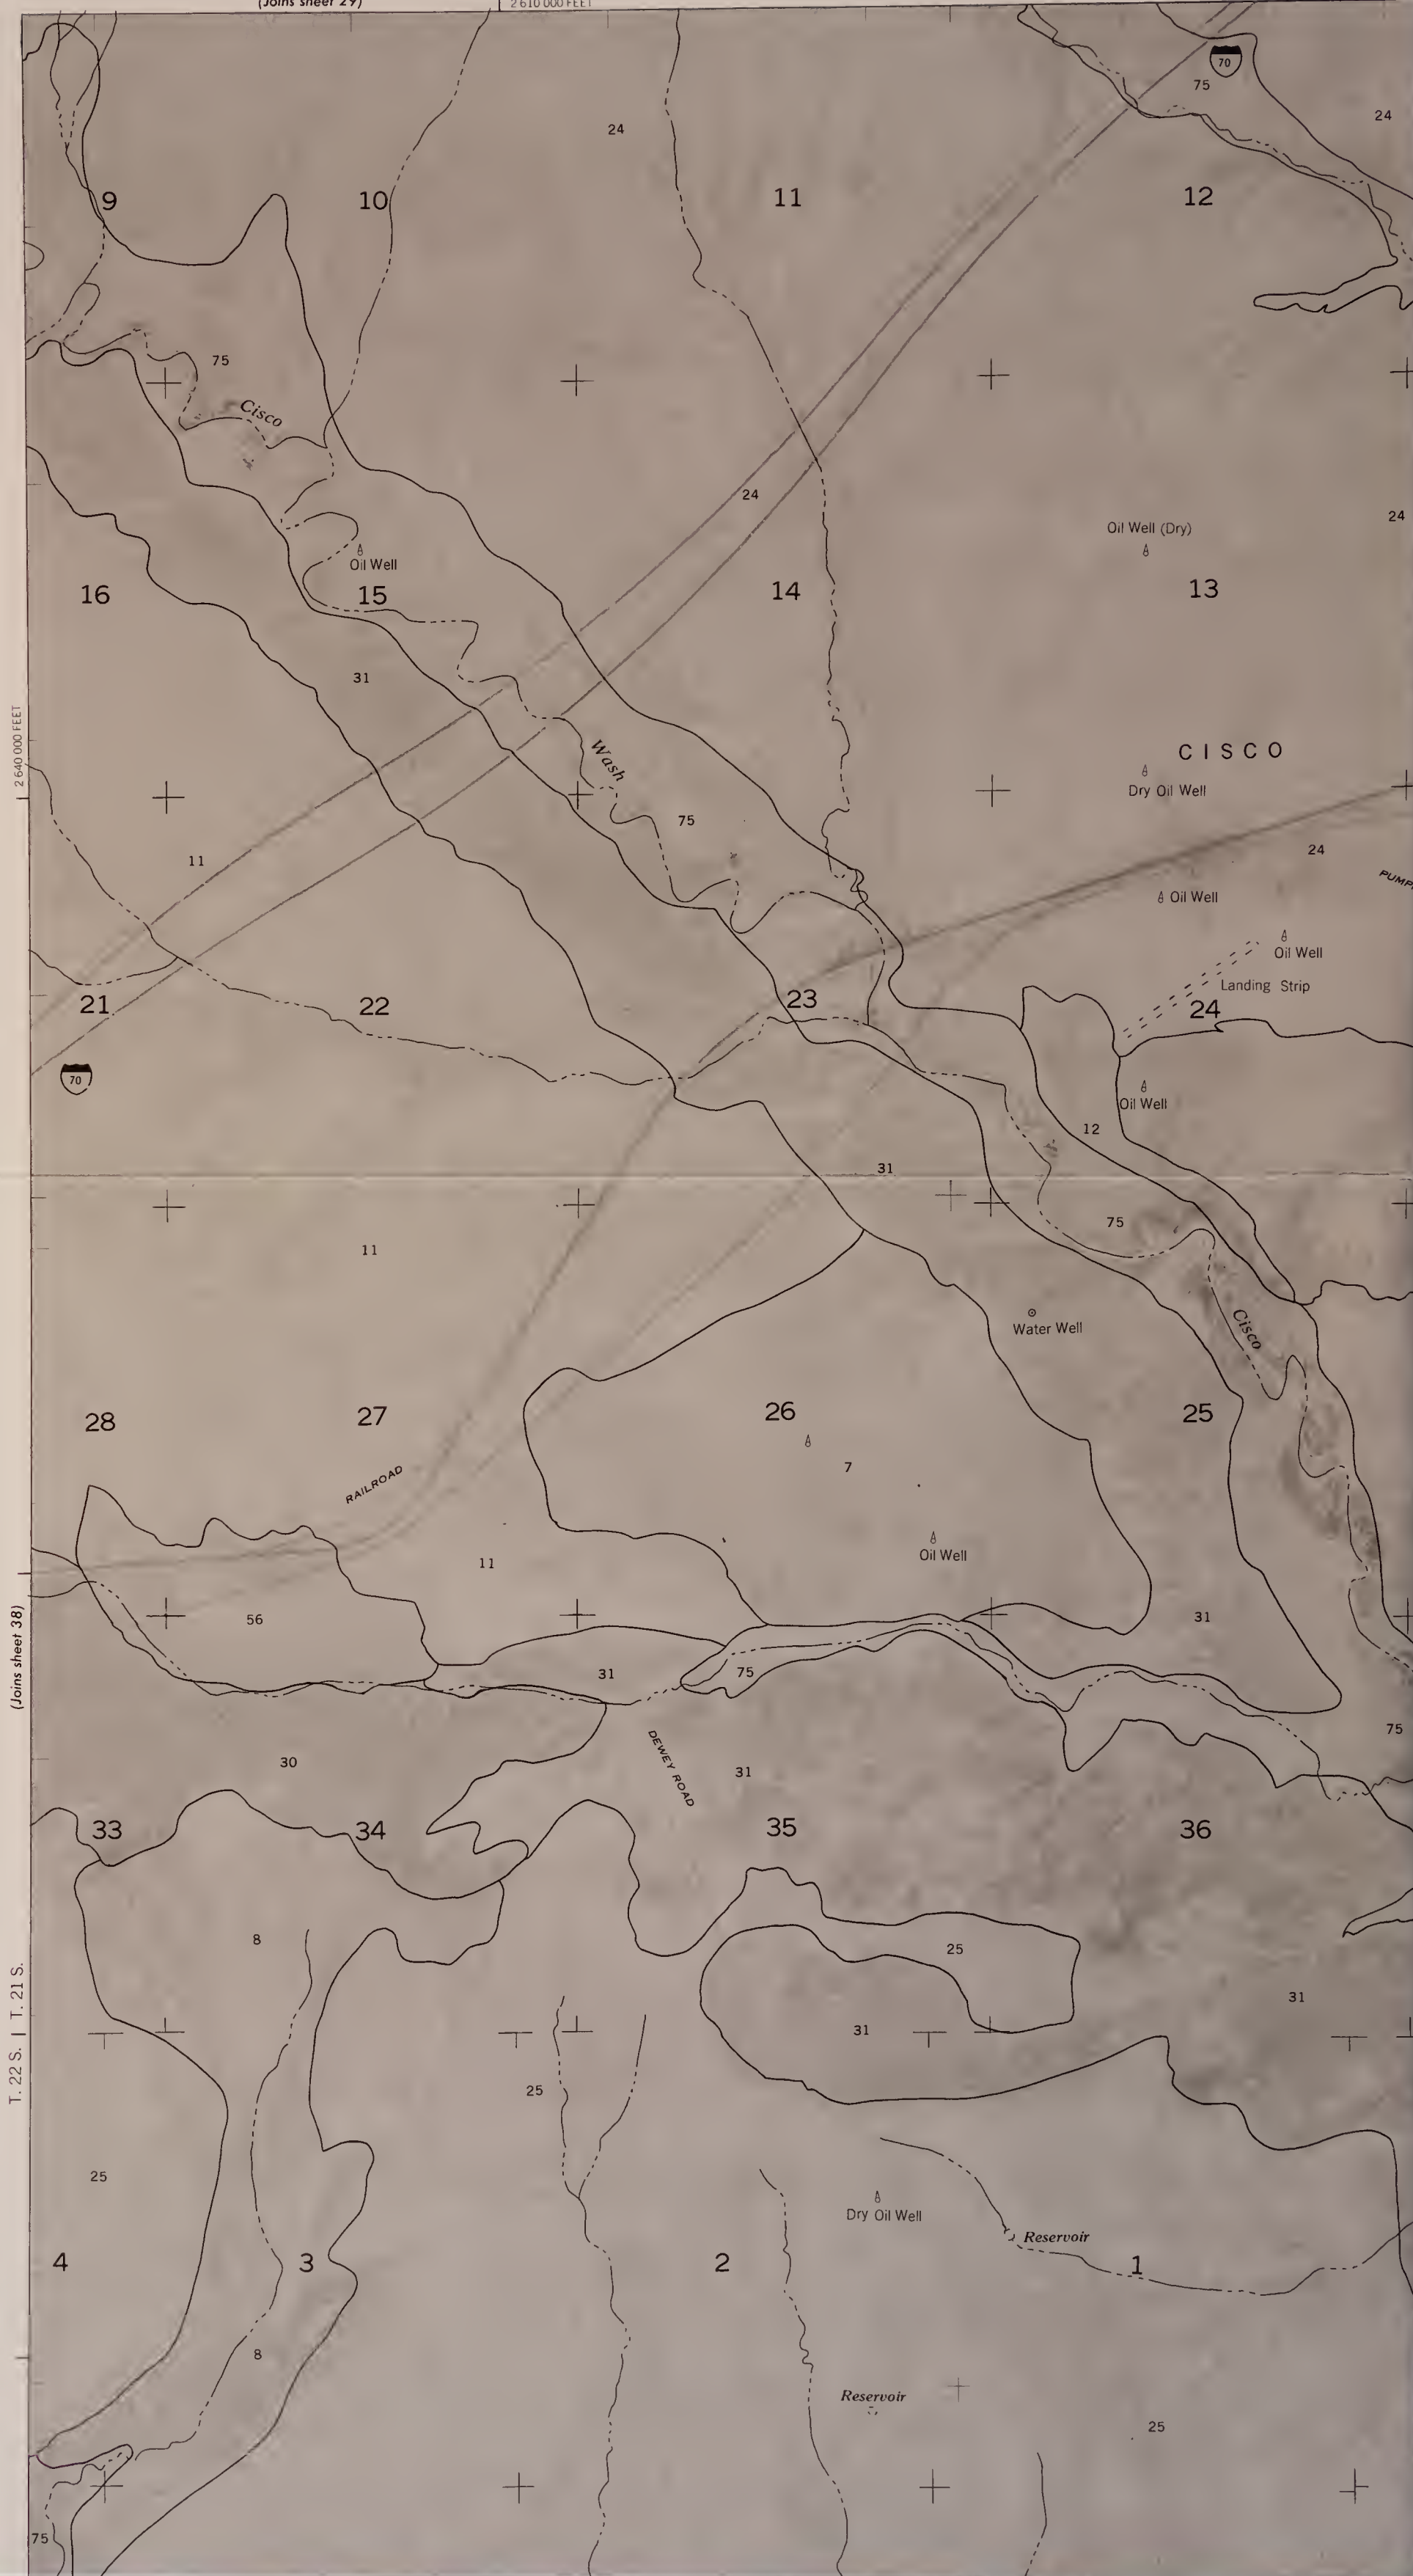 (Joins sheet 29)
2 610 000 FEET
70
75
24
24
9
10
11
12
75
Cisco
24
24
Oil Well (Dry)
Oil Well
16
15
14
13
31
2 640 000 FEET
Wash
CISCO
Dry Oil Well
75
24
11
Oil Well
Oil Well
Landing Strip
21
22
23
24
70
Oil Well
12
31
75
11
Water Well
Cisco
28
27
26
25
7
RAILROAD
Oil Well
11
56
31
(Joins sheet 38)
31
75
75
DEWEY ROAD
30
31
33
34
35
36
8
25
T. 22 S. | T. 21 S.
31
31
25
25
Dry Oil Well
Reservoir
4
3
2
1
8
Reservoir
25
75